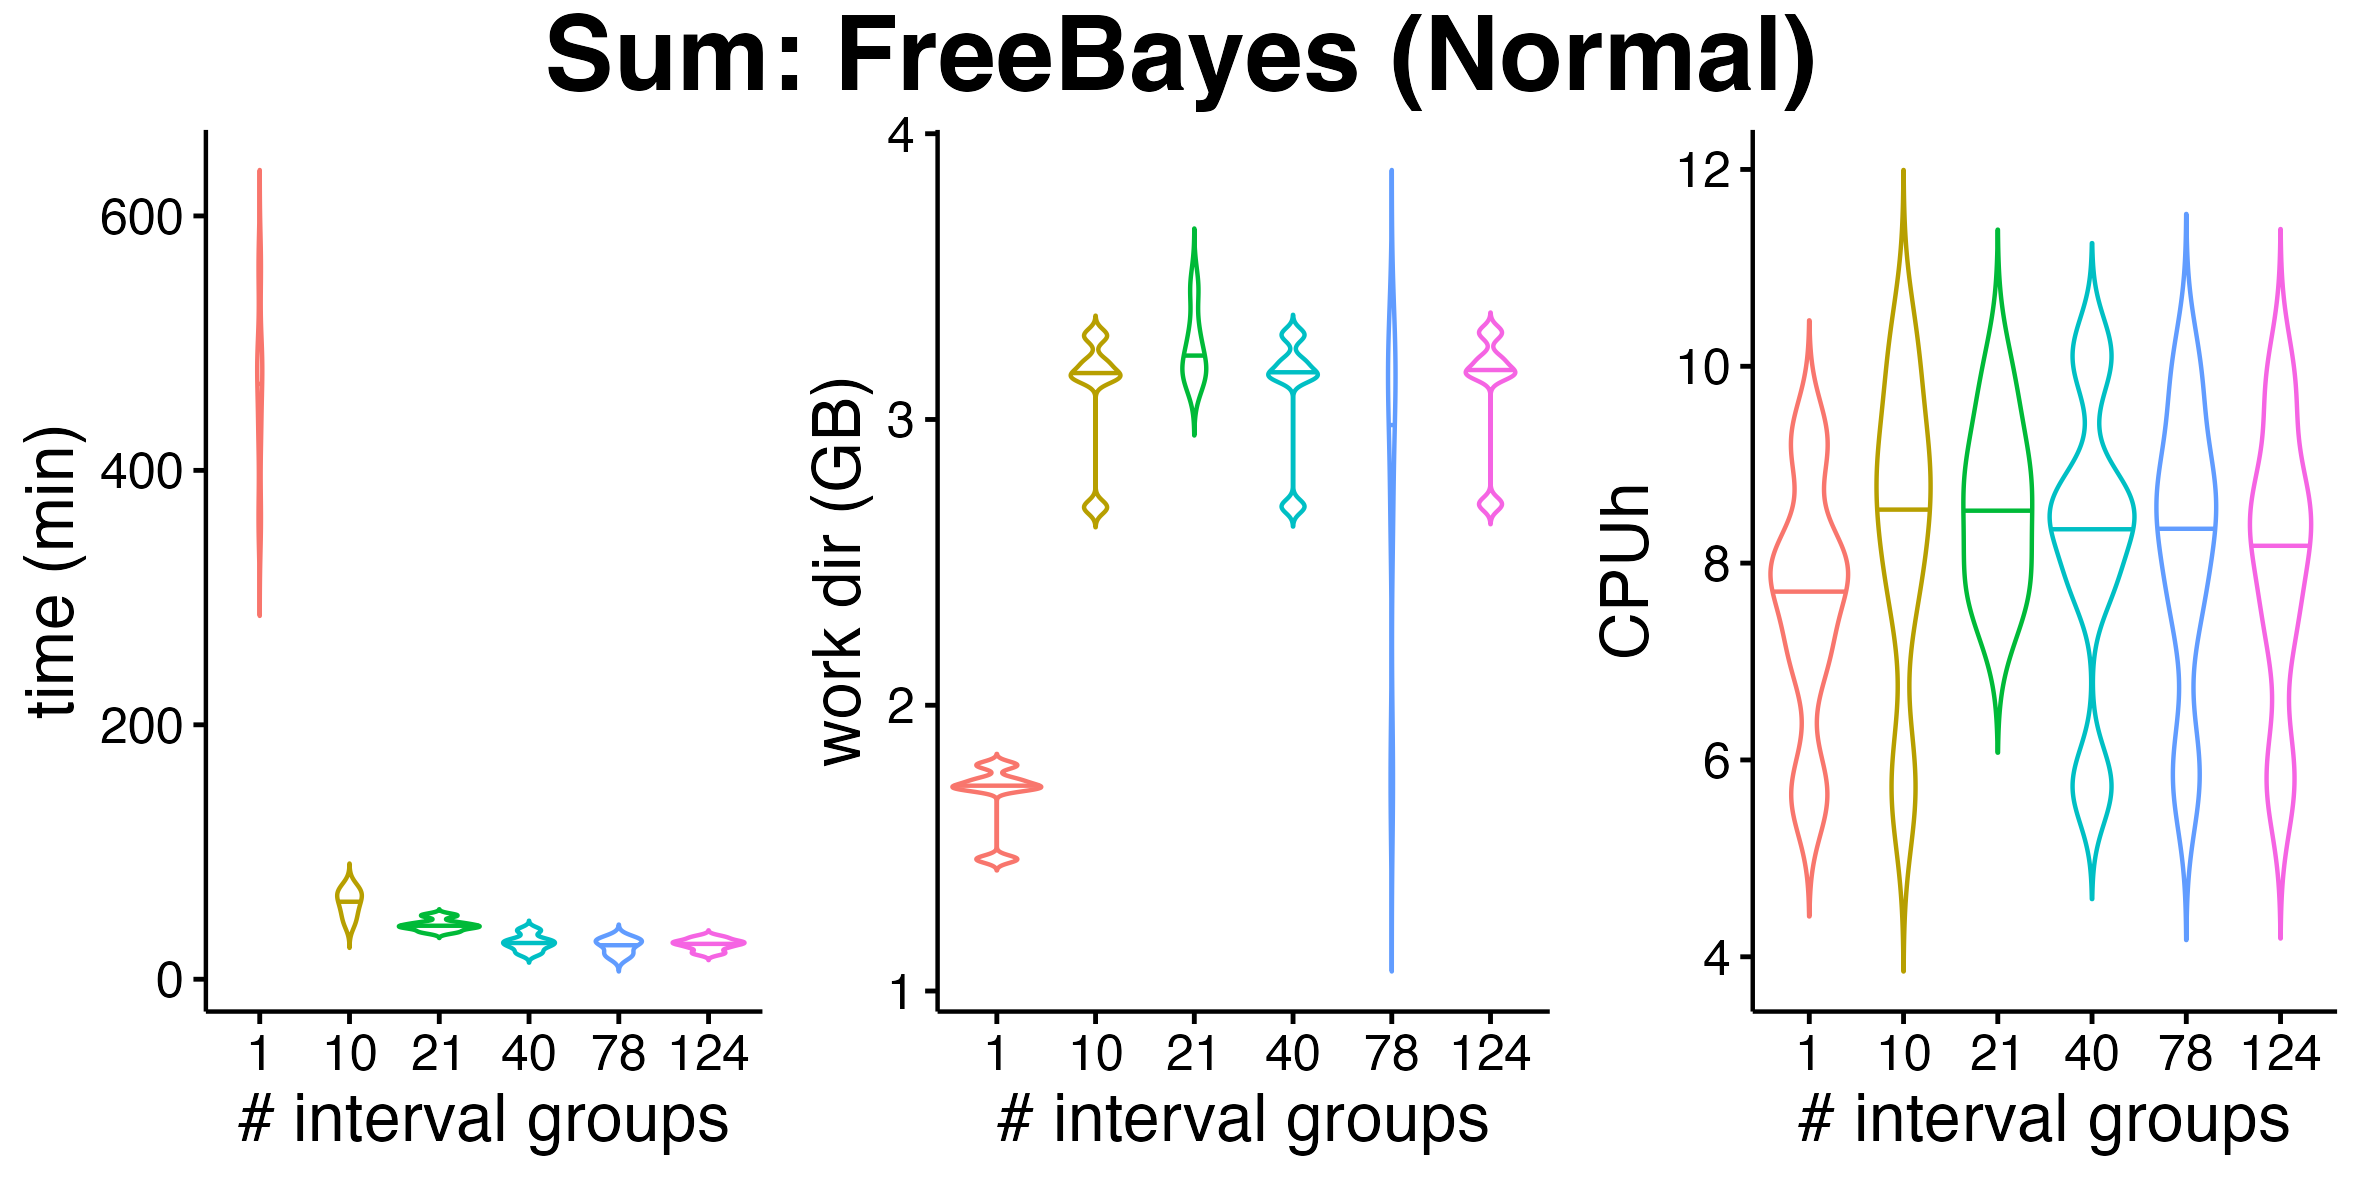 Sum: FreeBayes (Normal)
time (min)
600
400
200
0
1 10 21 40 78 124
# interval groups
work dir (GB)
4
3
2
1
1 10 21 40 78 124
# interval groups
CPUh
12
10
8
6
4
1 10 21 40 78 124
# interval groups